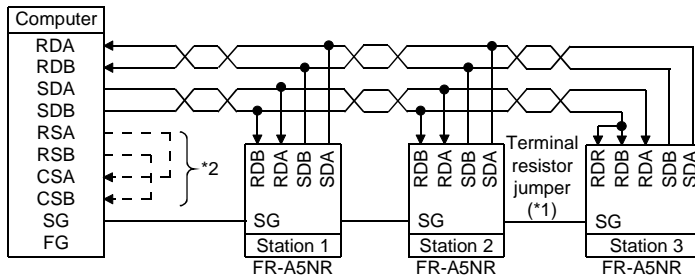 Computer
RDA
RDB
SDA
SDB
RSA
RSB
CSA
CSB
SG
FG
*2
RDB
RDA
SDB
SDA
SG
Station 1
FR-A5NR
RDB
RDA
SDB
SDA
SG
Station 2
FR-A5NR
Terminal
resistor
jumper
(*1)
RDR
RDB
RDA
SDB
SDA
SG
Station 3
FR-A5NR